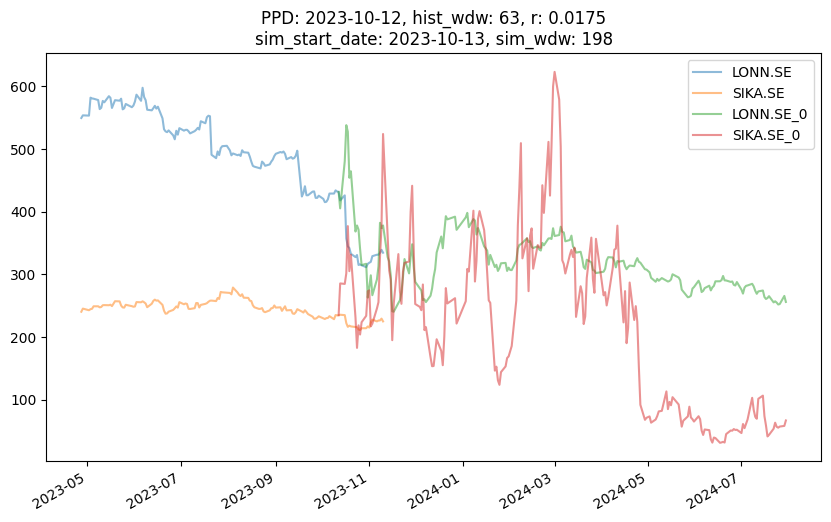 PPD: 2023-10-12, hist_wdw: 63, r: 0.0175
sim_start_date: 2023-10-13, sim_wdw: 198
LONN.SE
SIKA.SE
LONN.SE_0
SIKA.SE_0
600
500
400
300
200
100
2023-05
2023-07
2023-09
2023-11
2024-01
2024-03
2024-05
2024-07